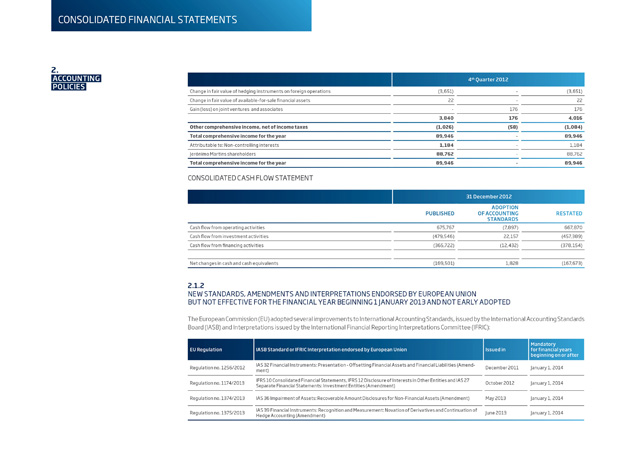 CONSOLIDATED FINANCIAL STATEMENTS
2.
ACCOUNTING
POLICIES
4th Quarter 2012
Change in fair value of hedging instruments on foreign operations (3,851) - (3,851)
Change in fair value of available-for-sale financial assets 22 - 22
Gain (loss) on joint ventures and associates - 176 176
3,840 176 4,016
Other comprehensive income, net of income taxes (1,026) (58) (1,084)
Total comprehensive income for the year 89,946 - 89,946
Attributable to: Non-controlling interests 1,184 - 1,184
Jerónimo Martins shareholders 88,762 - 88,762
Total comprehensive income for the year 89,946 - 89,946
CONSOLIDATED CASH FLOW STATEMENT
31 December 2012
PUBLISHED ADOPTION OF ACCOUNTING STANDARDS RESTATED
Cash flow from operating activities (7,897)
Cash flow from investment activities (479,546) 22,157
Cash flow from financing activities (365,722) (12,432) (378,154)
Net changes in cash and cash equivalents 1,828
2.1.2
NEW STANDARDS, AMENDMENTS AND INTERPRETATIONS ENDORSED BY EUROPEAN UNION
BUT NOT EFFECTIVE FOR THE FINANCIAL YEAR BEGINNING 1 JANUARY 2013 AND NOT EARLY ADOPTED
The European Commission (EU) adopted several improvements to International Accounting Standards, issued by the International Accounting Standards
Board (IASB) and Interpretations issued by the International Financial Reporting Interpretations Committee (IFRIC):
EU Regulation IASB Standard or IFRIC Interpretation endorsed by European Union Issued in Mandatory for financial years beginning on or after
Regulation no. 1256/2012 IAS 32 Financial Instruments: Presentation - Offsetting Financial Assets and Financial Liabilities (Amendment) December 2011 January 1, 2014
Regulation no. 1174/2013 IFRS 10 Consolidated Financial Statements, IFRS 12 Disclosure of Interests in Other Entities and IAS 27 Separate Financial Statements: Investment Entities (Amendment) October 2012 January 1, 2014
Regulation no. 1374/2013 IAS 36 Impairment of Assets: Recoverable Amount Disclosures for Non-Financial Assets (Amendment) May 2013 January 1, 2014
Regulation no. 1375/2013 IAS 39 Financial Instruments: Recognition and Measurement: Novation of Derivatives and Continuation of Hedge Accounting (Amendment) June 2013 January 1, 2014